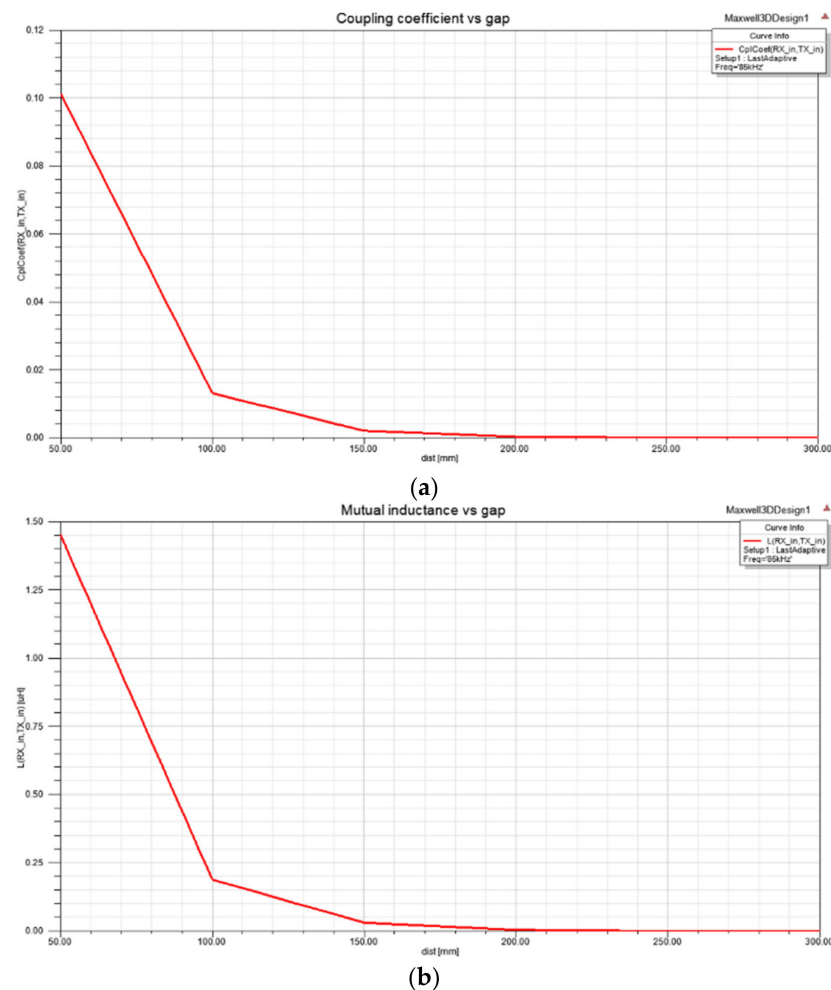 Coupling coefficient vs gap
Maxwell3DDesign1
Curve Info
CplCoef(RX_in,TX_in)
Setup1 : LastAdaptive
Freq='85kHz'
0.12
0.10
0.08
0.06
0.04
0.02
0.00
CplCoef(RX_in,TX_in)
50.00 100.00 150.00 200.00 250.00 300.00
dist [mm]
(a)
Mutual inductance vs gap
Maxwell3DDesign1
Curve Info
L(RX_in,TX_in)
Setup1 : LastAdaptive
Freq='85kHz'
1.50
1.25
1.00
0.75
0.50
0.25
0.00
L(RX_in,TX_in) [uH]
50.00 100.00 150.00 200.00 250.00 300.00
dist [mm]
(b)